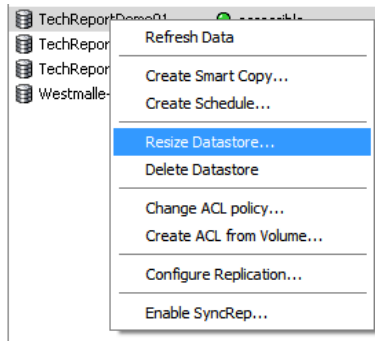 TechReportDemo01 accessible
TechRepor
TechRepor
Westmalle-
Refresh Data
Create Smart Copy...
Create Schedule...
Resize Datastore...
Delete Datastore
Change ACL policy...
Create ACL from Volume...
Configure Replication...
Enable SyncRep...